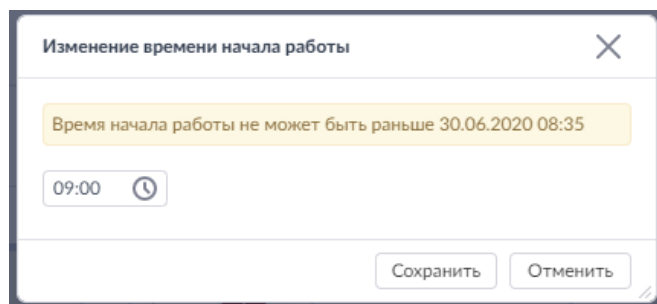 Изменение времени начала работы
Время начала работы не может быть раньше 30.06.2020 08:35
09:00
Сохранить Отменить